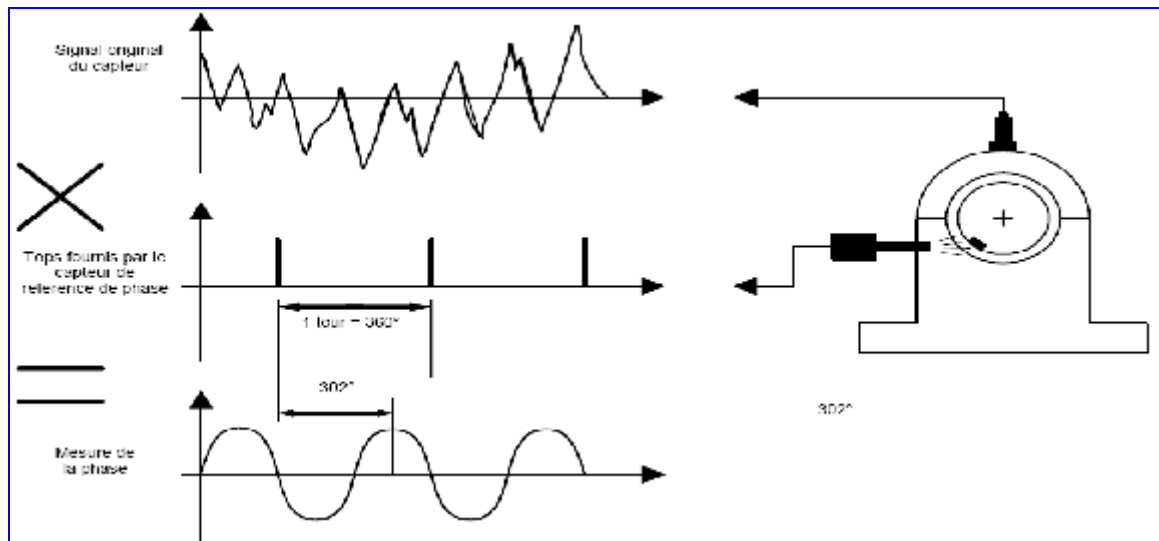 Signal original
du capteur
Tops fournis par le
capteur de
référence de phase
1 tour = 360°
302°
302°
Mesure de
la phase